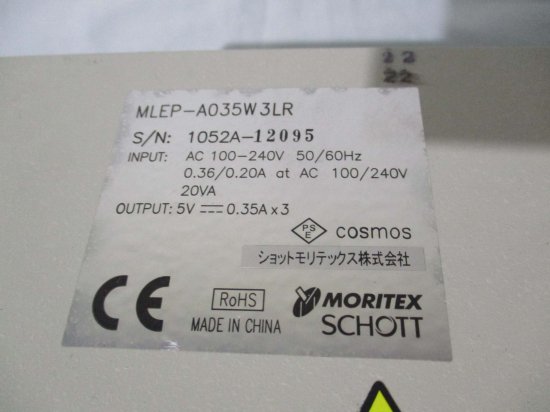 22
22
MLEP-A035W3LR
S/N: 1052A-12095
INPUT: AC 100-240V 50/60Hz
0.36/0.20A at AC 100/240V
20VA
OUTPUT: 5V⎓0.35A x 3
PS E cosmos
ショットモリテックス株式会社
CE RoHS MORITEX
MADE IN CHINA SCHOTT